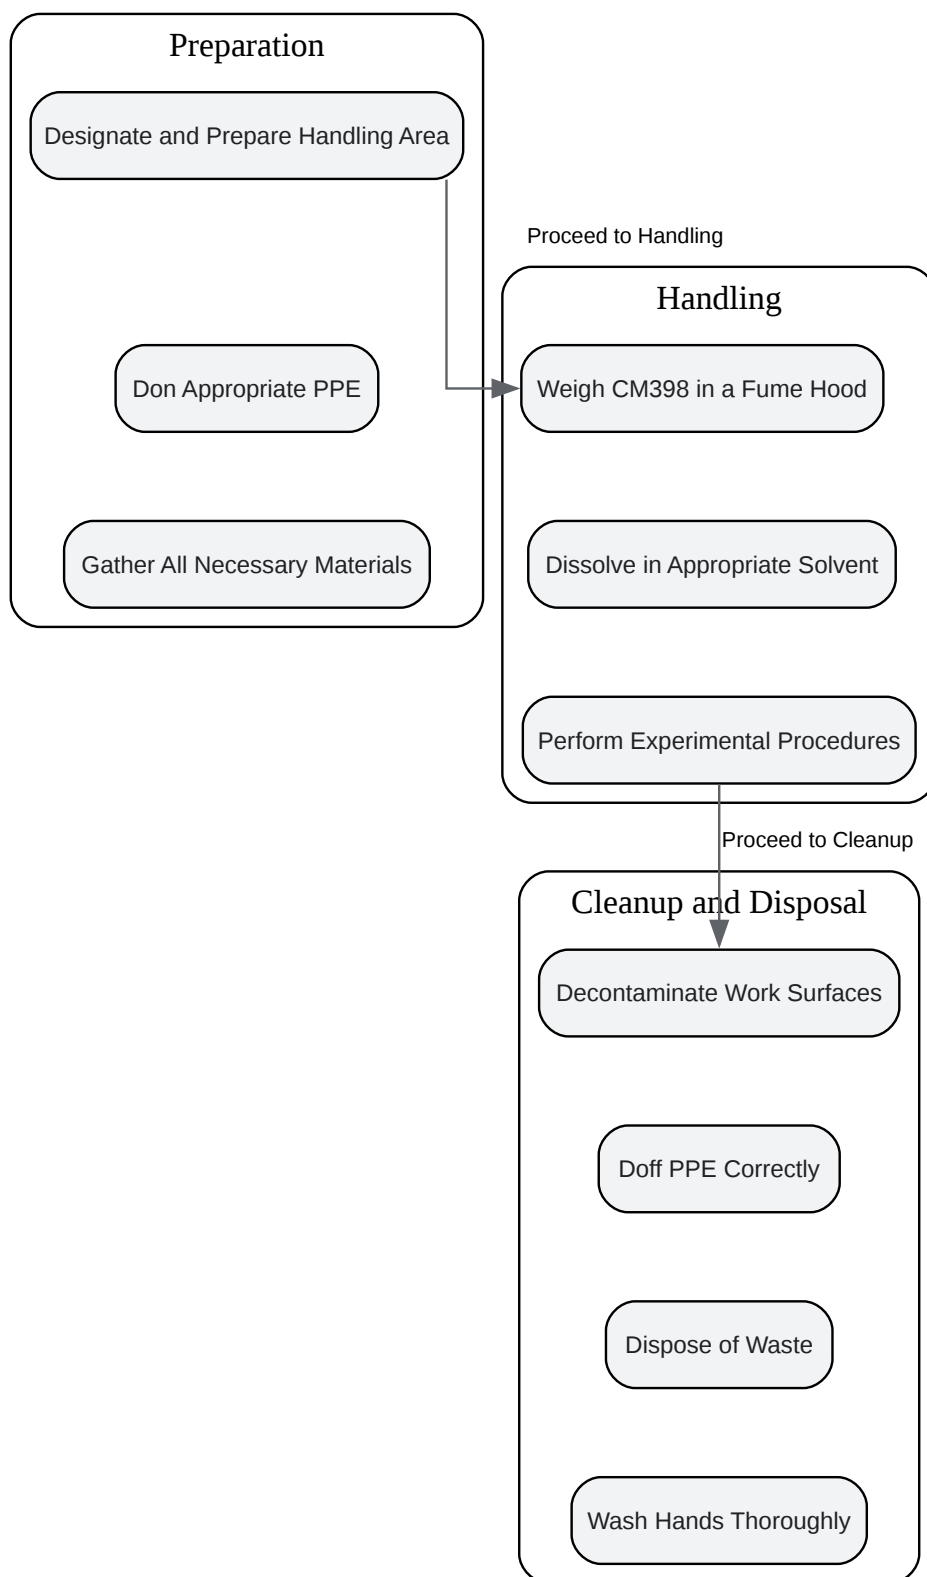 Preparation
Designate and Prepare Handling Area
Don Appropriate PPE
Gather All Necessary Materials
Proceed to Handling
Handling
Weigh CM398 in a Fume Hood
Dissolve in Appropriate Solvent
Perform Experimental Procedures
Proceed to Cleanup
Cleanup and Disposal
Decontaminate Work Surfaces
Doff PPE Correctly
Dispose of Waste
Wash Hands Thoroughly